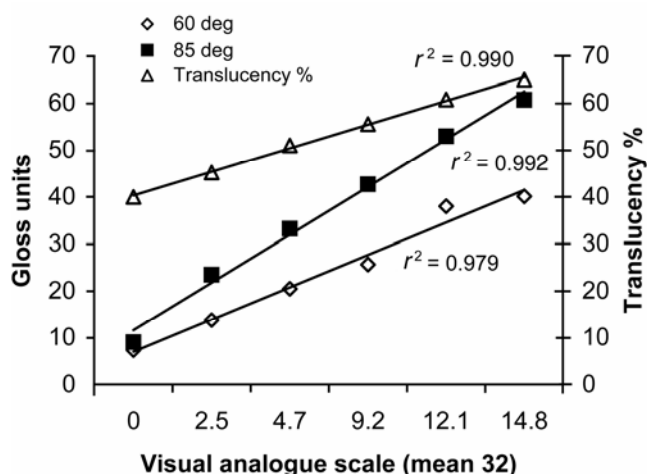 60 deg
85 deg
Translucency %
70
60
50
40
30
20
10
0
Gloss units
r² = 0.990
r² = 0.992
r² = 0.979
70
60
50
40
30
20
10
0
Translucency %
0 2.5 4.7 9.2 12.1 14.8
Visual analogue scale (mean 32)